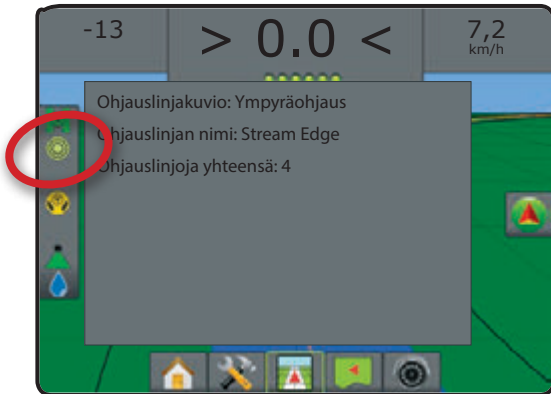 -13
> 0.0 <
7,2
km/h
Ohjauslinjakuvio: Ympyräohjaus
Ohjauslinjan nimi: Stream Edge
Ohjauslinjoja yhteensä: 4